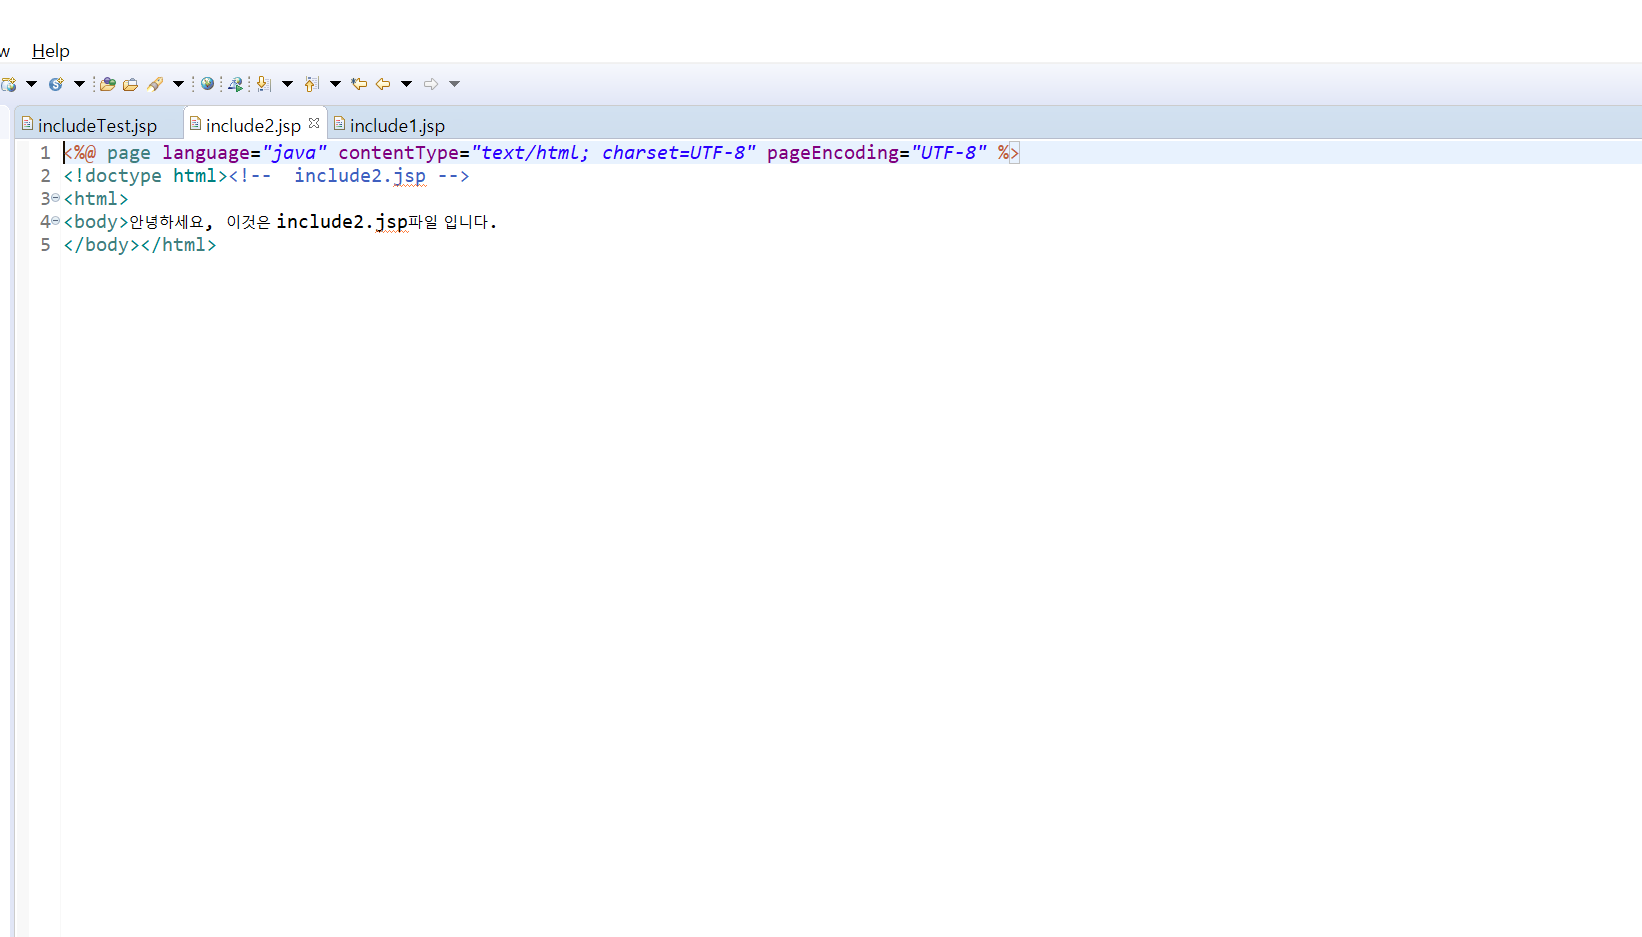 w Help
includeTest.jsp include2.jsp include1.jsp
1 <%@ page language="java" contentType="text/html; charset=UTF-8" pageEncoding="UTF-8" %>
2 <!doctype html><!--  include2.jsp -->
3 <html>
4 <body>안녕하세요, 이것은 include2.jsp파일 입니다.
5 </body></html>